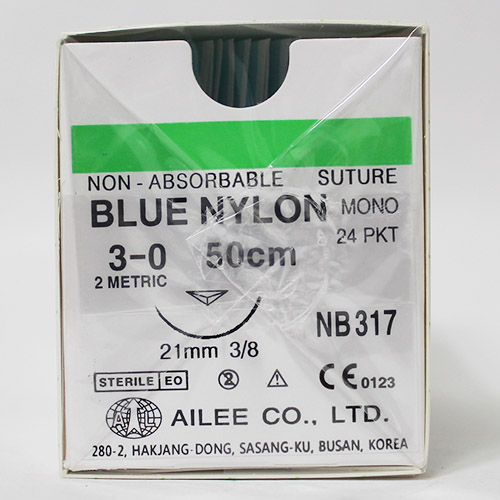 NON - ABSORBABLE SUTURE
BLUE NYLON MONO
24 PKT
3-0 50cm
2 METRIC
NB317
21mm 3/8
STERILE EO 2 CE 0123
AILEE CO., LTD.
280-2, HAKJANG-DONG, SASANG-KU, BUSAN, KOREA